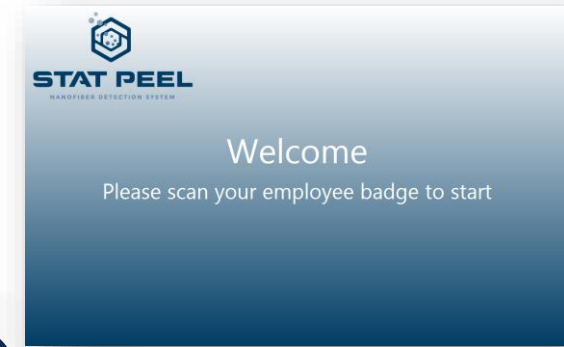 STAT PEEL
NANOFIBER DETECTION SYSTEM
Welcome
Please scan your employee badge to start